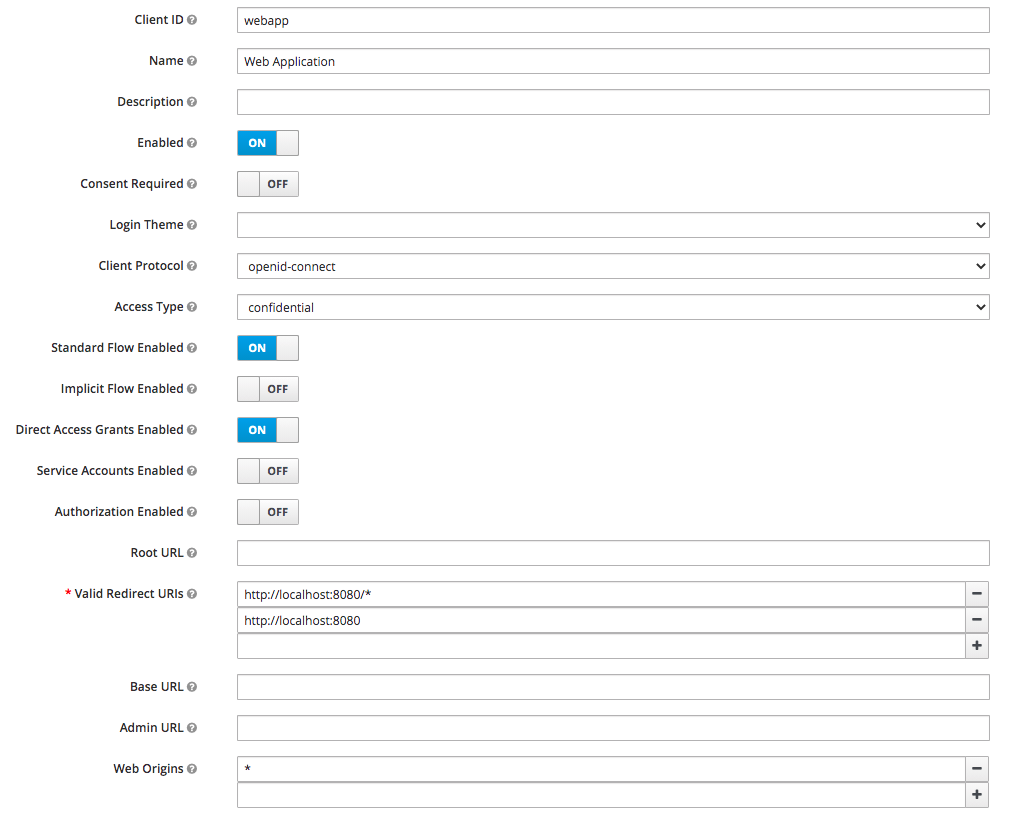 Client ID webapp
Name Web Application
Description
Enabled ON
Consent Required OFF
Login Theme
Client Protocol openid-connect
Access Type confidential
Standard Flow Enabled ON
Implicit Flow Enabled OFF
Direct Access Grants Enabled ON
Service Accounts Enabled OFF
Authorization Enabled OFF
Root URL
* Valid Redirect URIs http://localhost:8080/*
http://localhost:8080
Base URL
Admin URL
Web Origins *